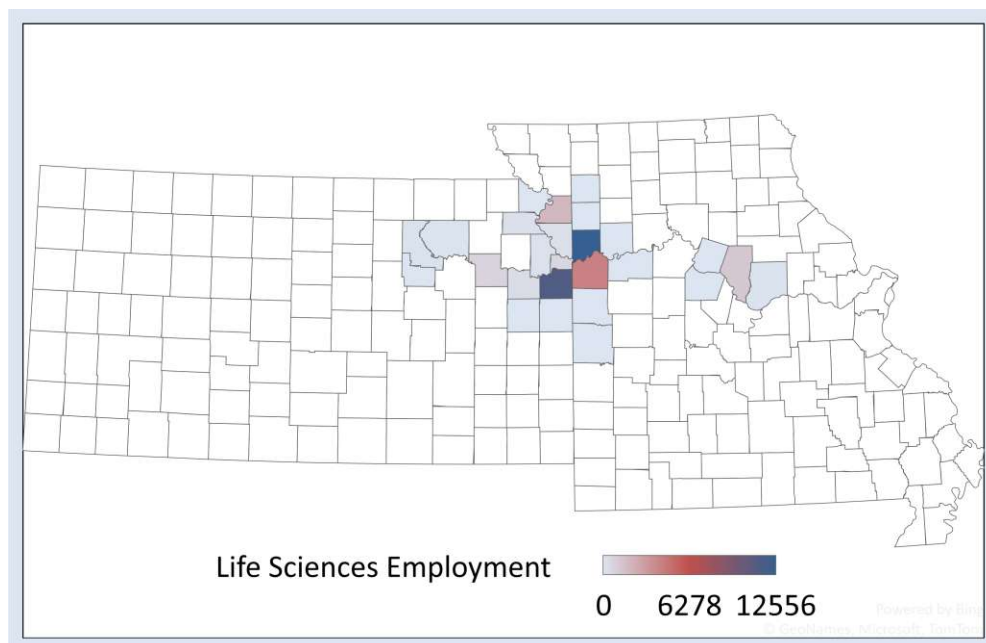 Life Sciences Employment
0 6278 12556
Powered by Bing
© GeoNames, Microsoft, TomTom